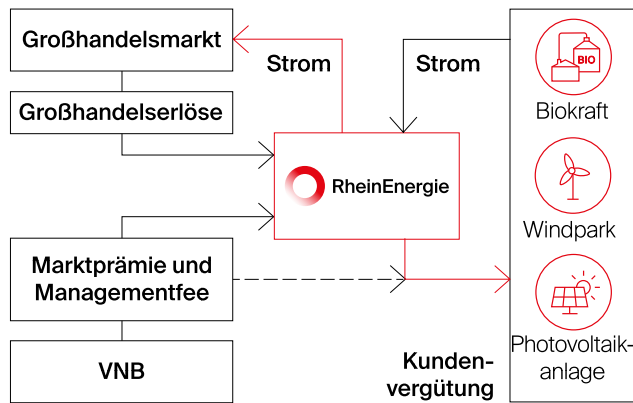 Großhandelsmarkt
Strom
Strom
BIO
Biokraft
Großhandelserlöse
RheinEnergie
Windpark
Marktprämie und
Managementfee
Photovoltaik-
anlage
VNB
Kunden-
vergütung